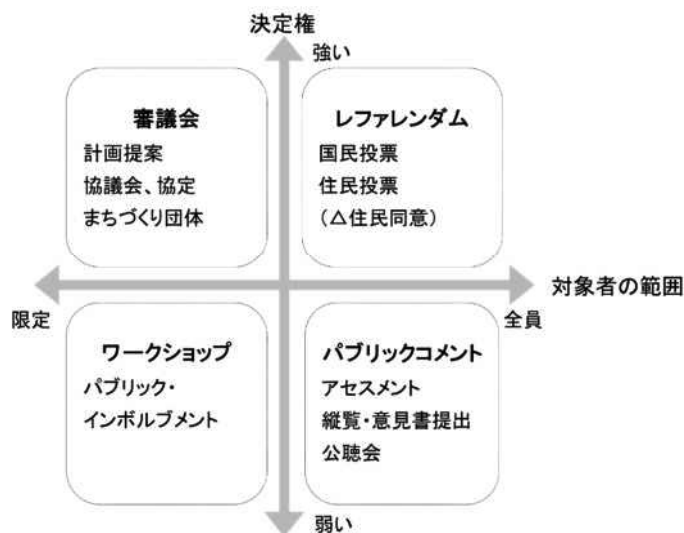 決定権
強い
審議会
計画提案
協議会、協定
まちづくり団体
レファレンダム
国民投票
住民投票
(△住民同意)
対象者の範囲
限定
全員
ワークショップ
パブリック・
インボルブメント
パブリックコメント
アセスメント
縦覧・意見書提出
公聴会
弱い